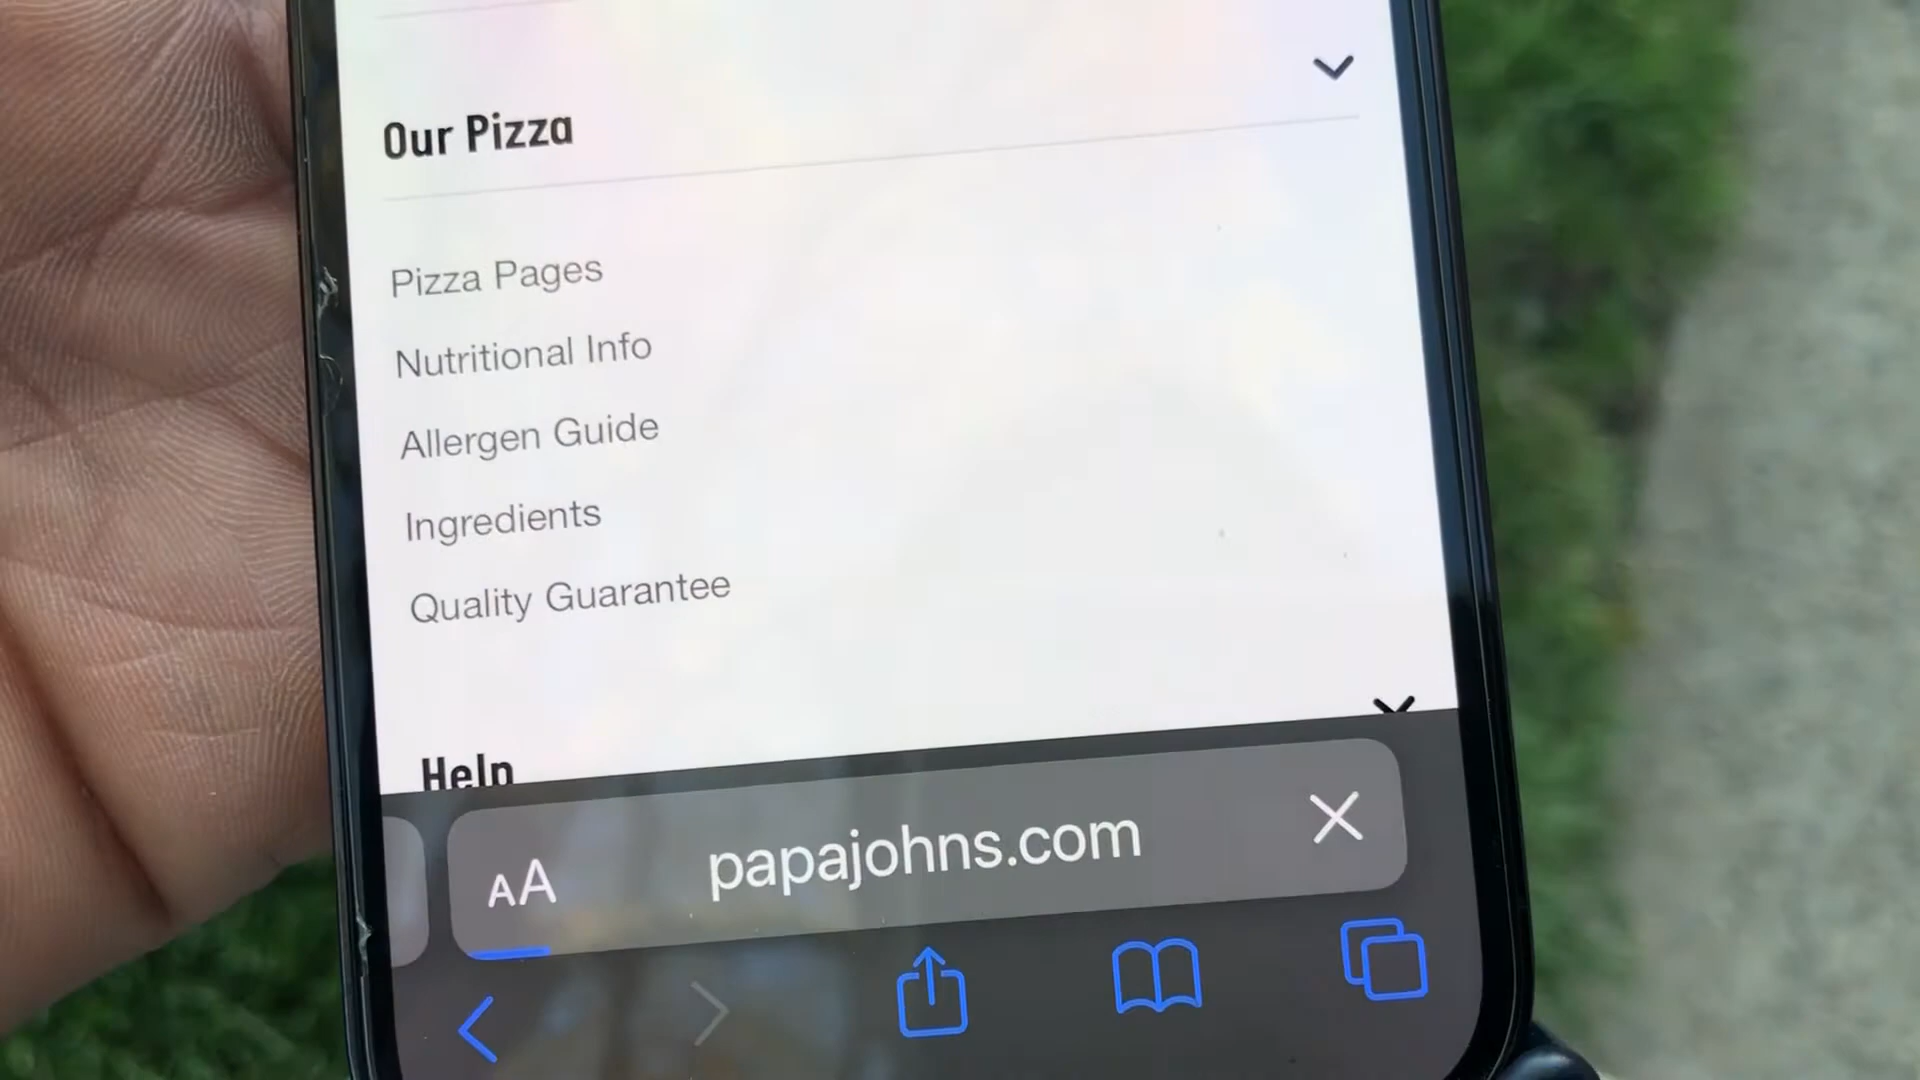 Our Pizza
Pizza Pages
Nutritional Info
Allergen Guide
Ingredients
Quality Guarantee
Help
AA
papajohns.com